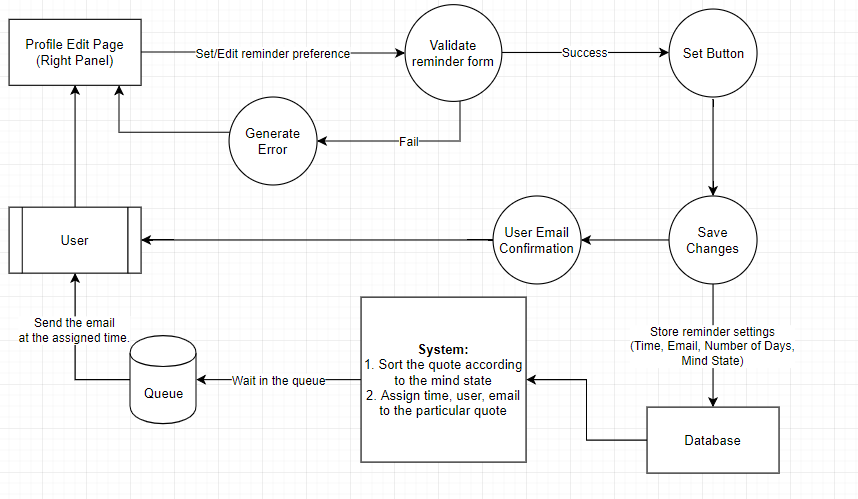 Profile Edit Page
(Right Panel)
Set/Edit reminder preference
Validate
reminder form
Success
Set Button
Generate
Error
Fail
User
User Email
Confirmation
Save
Changes
Send the email
at the assigned time.
Store reminder settings
(Time, Email, Number of Days,
Mind State)
System:
1. Sort the quote according
to the mind state
2. Assign time, user, email
to the particular quote
Wait in the queue
Queue
Database